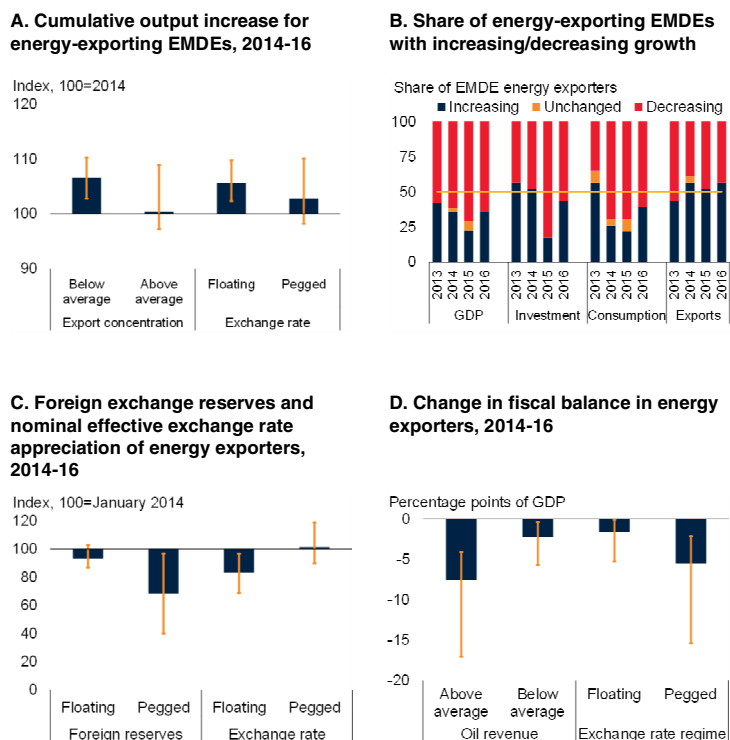 A. Cumulative output increase for
energy-exporting EMDEs, 2014-16
Index, 100=2014
120
110
100
90
Below
average
Above
average
Floating
Pegged
Export concentration
Exchange rate
B. Share of energy-exporting EMDEs
with increasing/decreasing growth
Share of EMDE energy exporters
Increasing Unchanged Decreasing
100
75
50
25
0
2013 2014 2015 2016 2013 2014 2015 2016 2013 2014 2015 2016 2013 2014 2015 2016
GDP Investment Consumption Exports
C. Foreign exchange reserves and
nominal effective exchange rate
appreciation of energy exporters,
2014-16
Index, 100=January 2014
120
100
80
60
40
20
0
Floating Pegged Floating Pegged
Foreign reserves Exchange rate
D. Change in fiscal balance in energy
exporters, 2014-16
Percentage points of GDP
0
-5
-10
-15
-20
Above
average
Below
average
Floating
Pegged
Oil revenue
Exchange rate regime